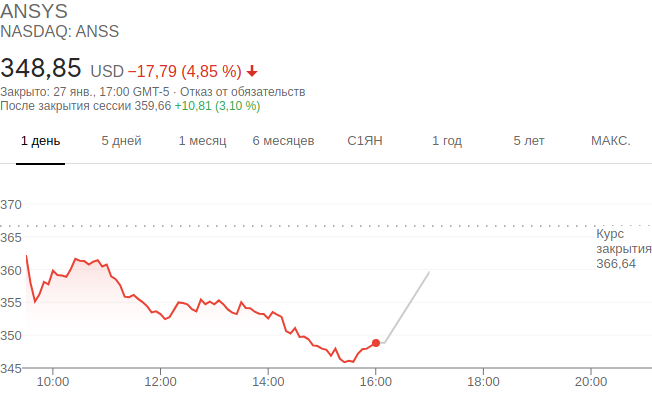 ANSYS
NASDAQ: ANSS
348,85 USD −17,79 (4,85 %)
Закрыто: 27 янв., 17:00 GMT-5 · Отказ от обязательств
После закрытия сессии 359,66 +10,81 (3,10 %)
1 день 5 дней 1 месяц 6 месяцев С1ЯН 1 год 5 лет МАКС.
370
365
Курс
закрытия
366,64
360
355
350
345
10:00 12:00 14:00 16:00 18:00 20:00